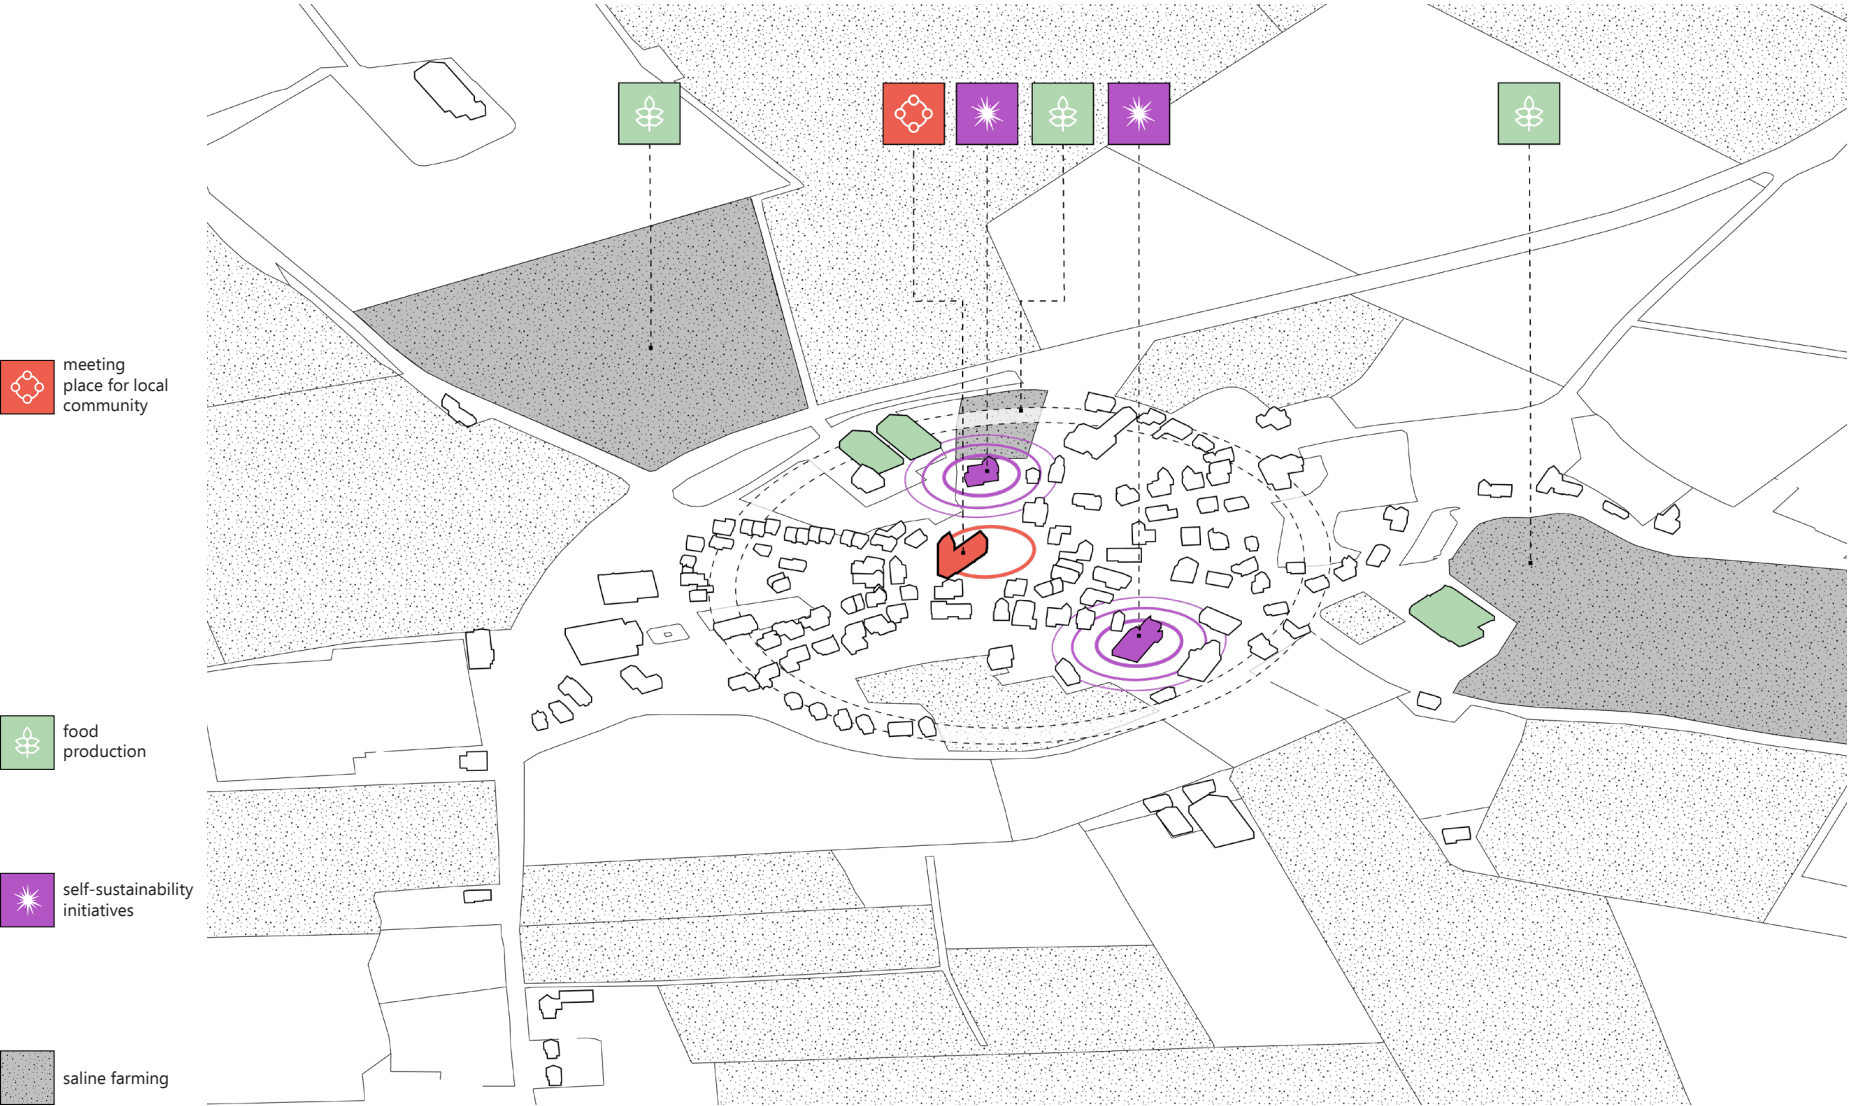 meeting
place for local
community
food
production
self-sustainability
initiatives
saline farming